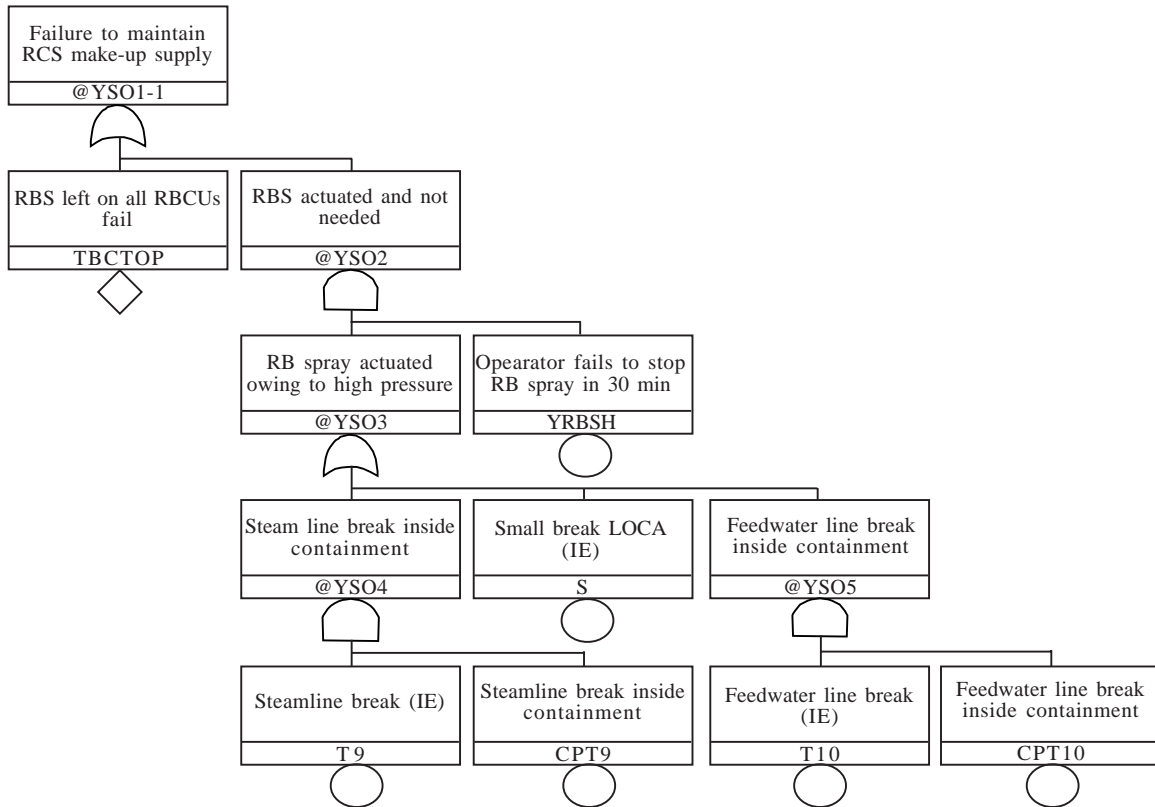 Failure to maintain
RCS make-up supply
@YSO1-1
RBS left on all RBCUs
fail
TBCTOP
RBS actuated and not
needed
@YSO2
RB spray actuated
owing to high pressure
@YSO3
Opearator fails to stop
RB spray in 30 min
YRBSH
Steam line break inside
containment
@YSO4
Small break LOCA
(IE)
S
Feedwater line break
inside containment
@YSO5
Steamline break (IE)
T9
Steamline break inside
containment
CPT9
Feedwater line break
(IE)
T10
Feedwater line break
inside containment
CPT10